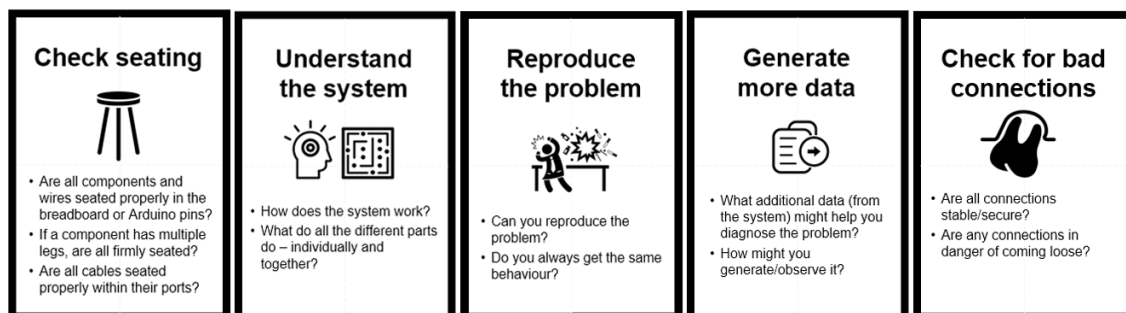 Check seating
• Are all components and
wires seated properly in the
breadboard or Arduino pins?
• If a component has multiple
legs, are all firmly seated?
• Are all cables seated
properly within their ports?
Understand
the system
• How does the system work?
• What do all the different parts
do – individually and
together?
Reproduce
the problem
• Can you reproduce the
problem?
• Do you always get the same
behaviour?
Generate
more data
• What additional data (from
the system) might help you
diagnose the problem?
• How might you
generate/observe it?
Check for bad
connections
• Are all connections
stable/secure?
• Are any connections in
danger of coming loose?